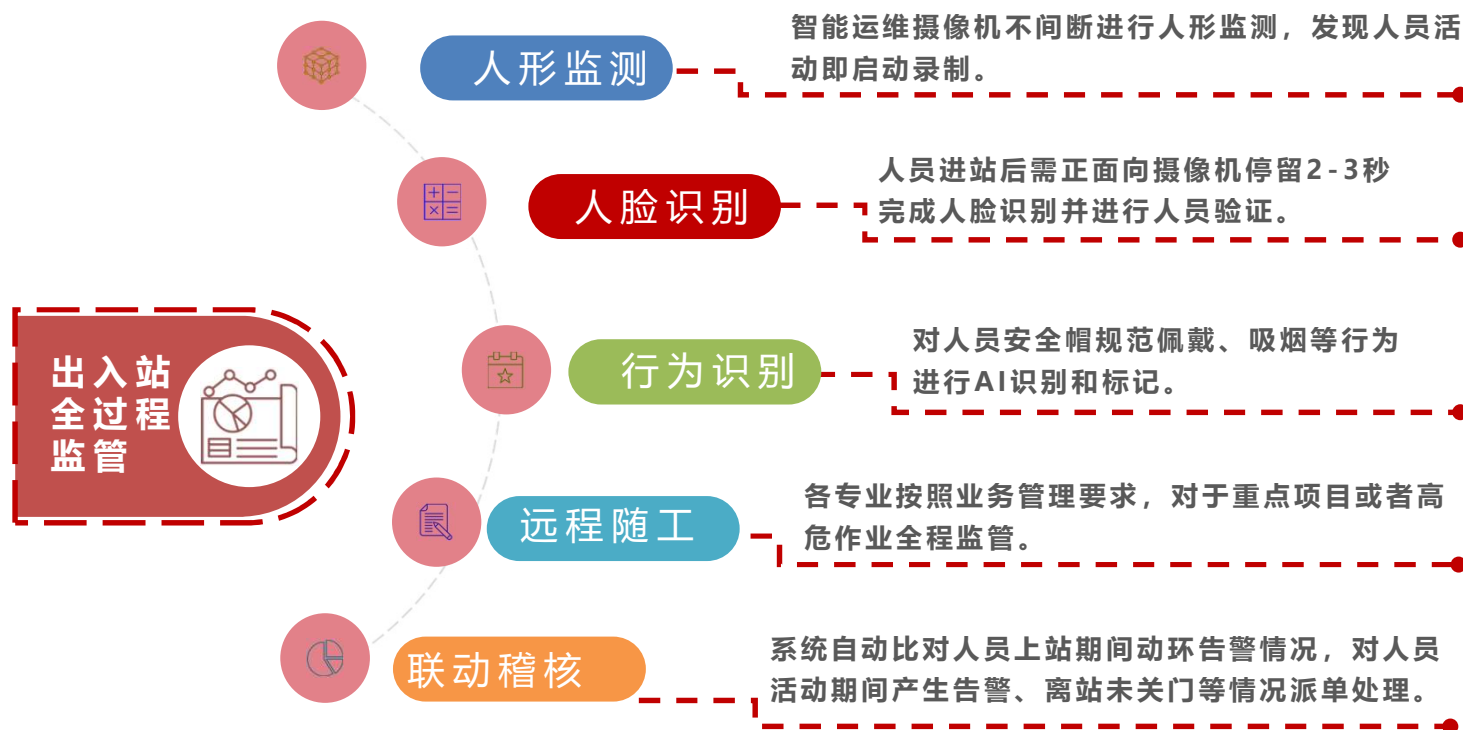 智能运维摄像机不间断进行人形监测，发现人员活
动即启动录制。
人形监测
人员进站后需正面向摄像机停留2-3秒
完成人脸识别并进行人员验证。
人脸识别
对人员安全帽规范佩戴、吸烟等行为
进行AI识别和标记。
行为识别
出入站
全过程
监管
各专业按照业务管理要求，对于重点项目或者高
危作业全程监管。
远程随工
系统自动比对人员上站期间动环告警情况，对人员
活动期间产生告警、离站未关门等情况派单处理。
联动稽核